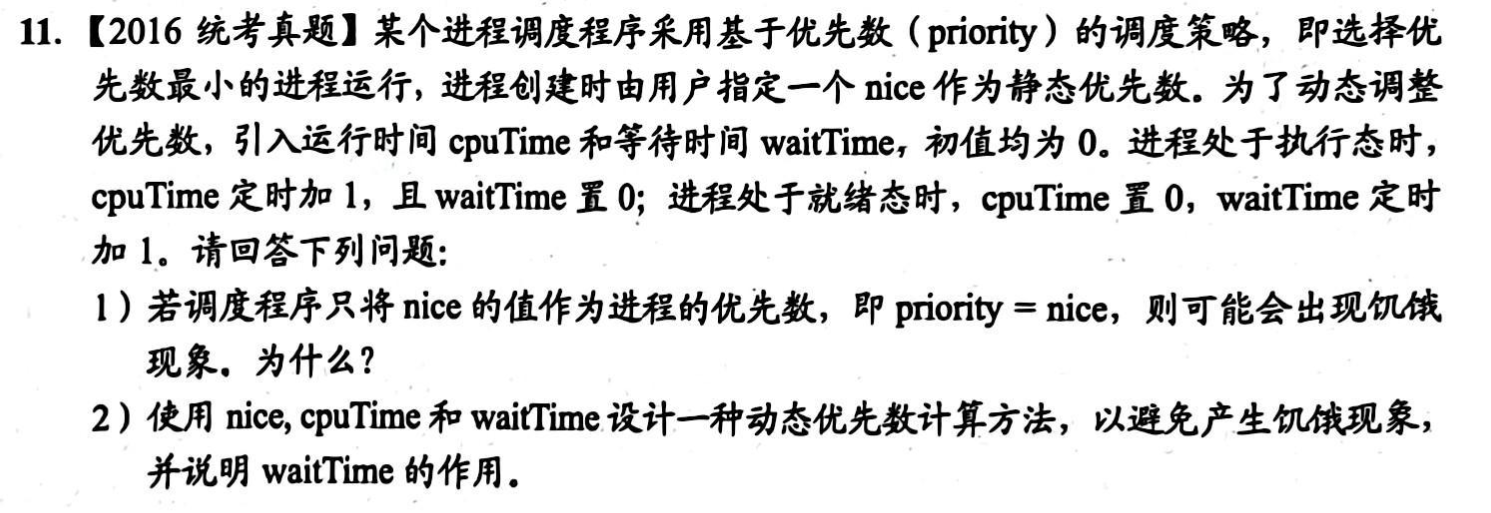 11.【2016 统考真题】某个进程调度程序采用基于优先数（priority）的调度策略，即选择优
先数最小的进程运行，进程创建时由用户指定一个 nice 作为静态优先数。为了动态调整
优先数，引入运行时间 cpuTime 和等待时间 waitTime，初值均为 0。进程处于执行态时，
cpuTime 定时加 1，且 waitTime 置 0；进程处于就绪态时，cpuTime 置 0，waitTime 定时
加 1。请回答下列问题：
1）若调度程序只将 nice 的值作为进程的优先数，即 priority = nice，则可能会出现饥饿
现象。为什么？
2）使用 nice, cpuTime 和 waitTime 设计一种动态优先数计算方法，以避免产生饥饿现象，
并说明 waitTime 的作用。